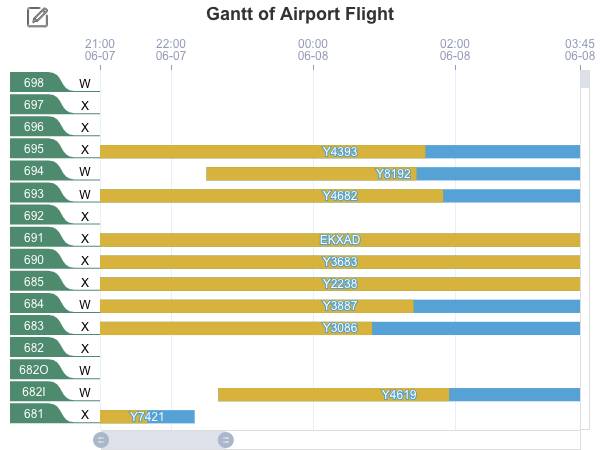 Gantt of Airport Flight
21:00 22:00 00:00 02:00 03:45
06-07 06-07 06-08 06-08 06-08
698 W
697 X
696 X
695 X Y4393
694 W Y8192
693 W Y4682
692 X
691 X EKXAD
690 X Y3683
685 X Y2238
684 W Y3887
683 X Y3086
682 X
682O W
682I W Y4619
681 X Y7421